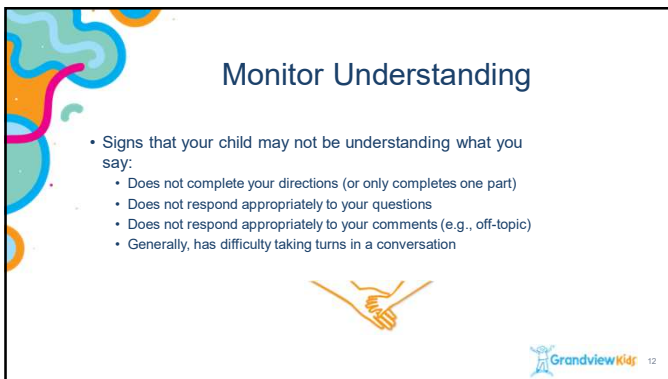 Monitor Understanding
• Signs that your child may not be understanding what you
say:
• Does not complete your directions (or only completes one part)
• Does not respond appropriately to your questions
• Does not respond appropriately to your comments (e.g., off-topic)
• Generally, has difficulty taking turns in a conversation
Grandview Kids
12